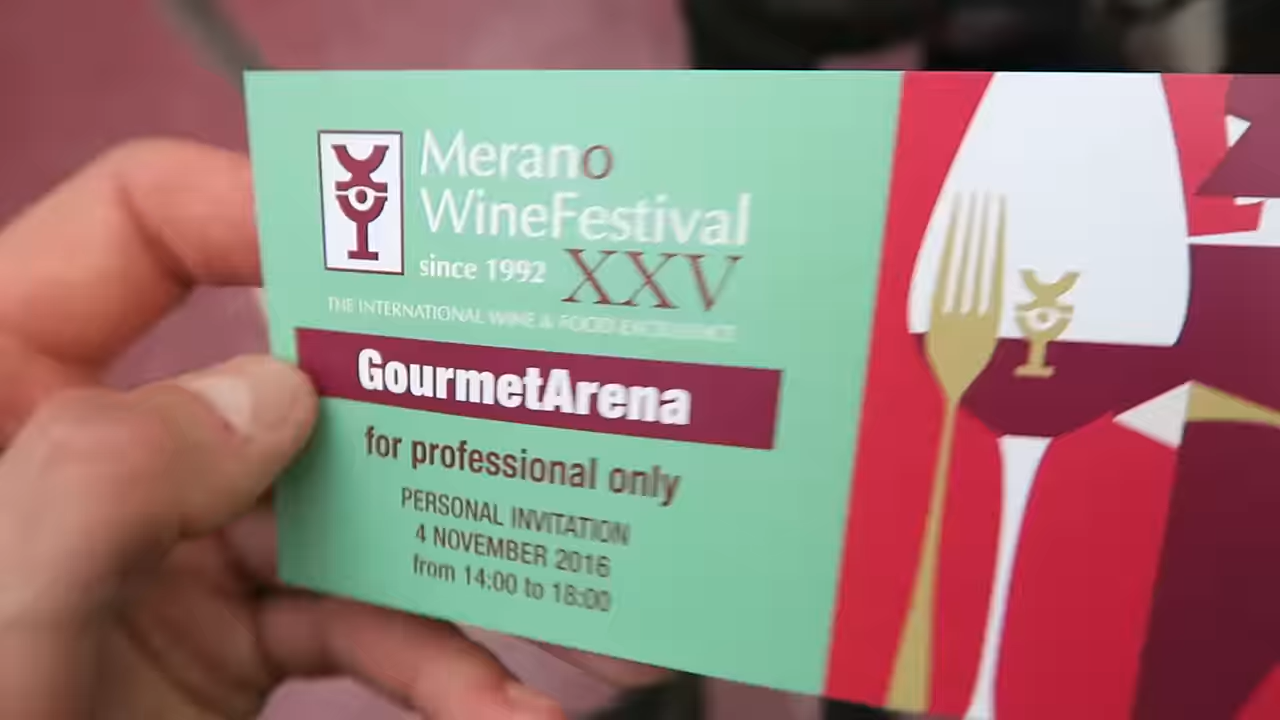 Merano
WineFestival
since 1992 XXV
THE INTERNATIONAL WINE & FOOD EXCELLENCE
GourmetArena
for professional only
PERSONAL INVITATION
4 NOVEMBER 2016
from 14:00 to 18:00